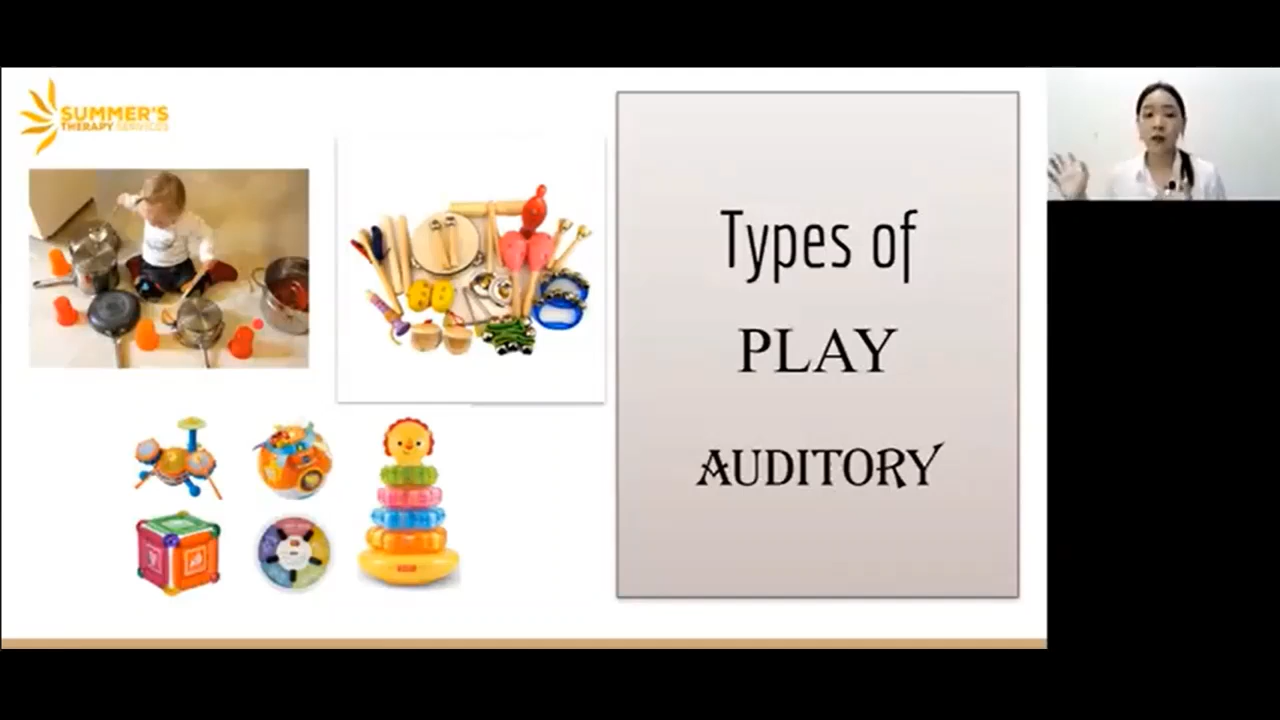 SUMMER'S
THERAPY SERVICES
Types of
PLAY
AUDITORY